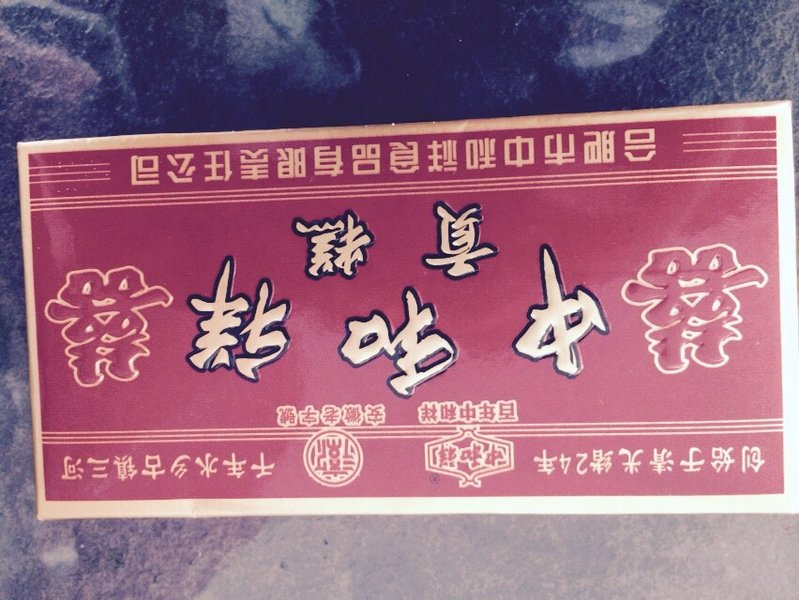 创始于清光绪24年 中和祥® 千年水乡古镇三河
百年中和祥 安徽老字號
中和祥
貢糕
合肥市中和祥食品有限责任公司